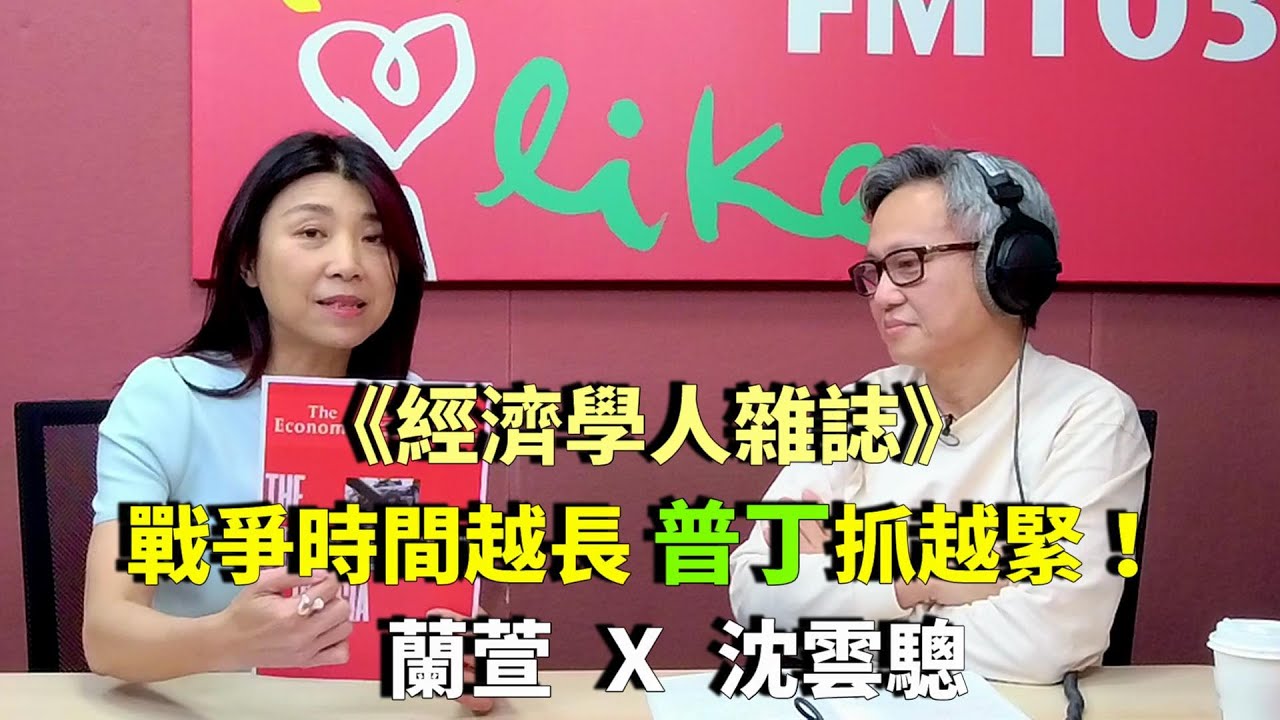 FM103
like
The
Econom
THE
《經濟學人雜誌》
戰爭時間越長 普丁抓越緊！
蘭萱 X 沈雲驄